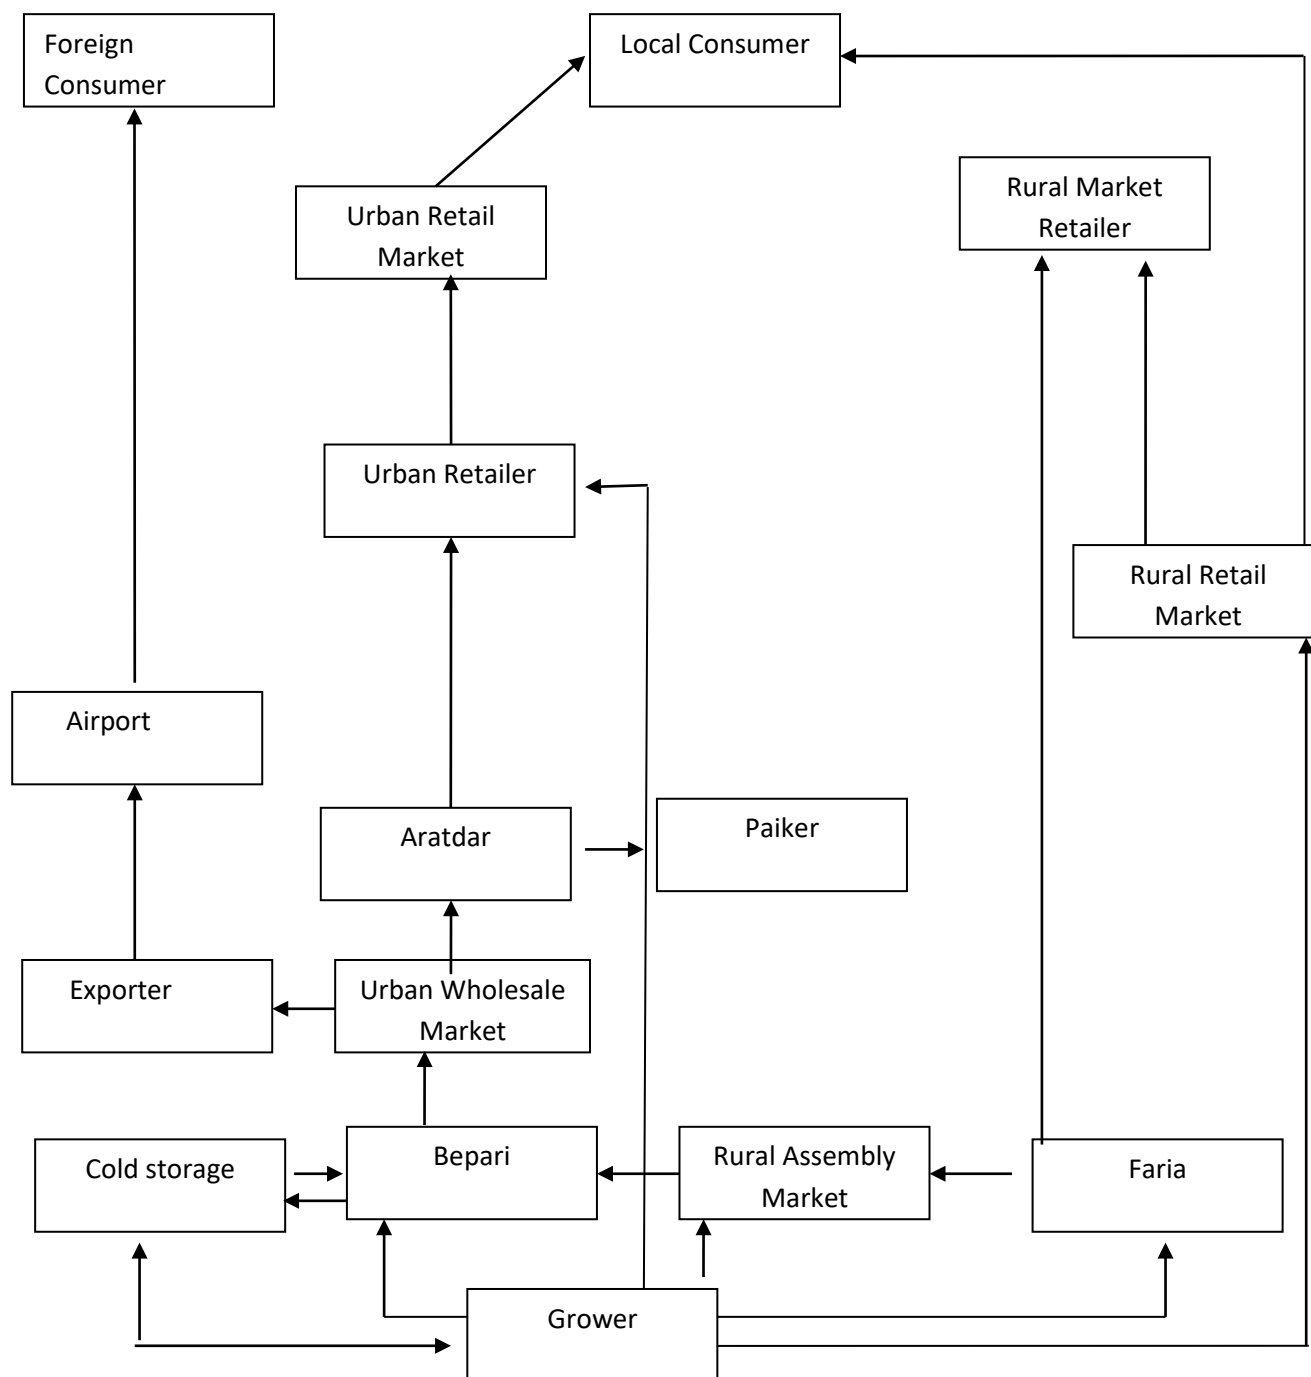 Foreign
Consumer
Local Consumer
Rural Market
Retailer
Urban Retail
Market
Urban Retailer
Rural Retail
Market
Airport
Aratdar
Paiker
Exporter
Urban Wholesale
Market
Cold storage
Bepari
Rural Assembly
Market
Faria
Grower